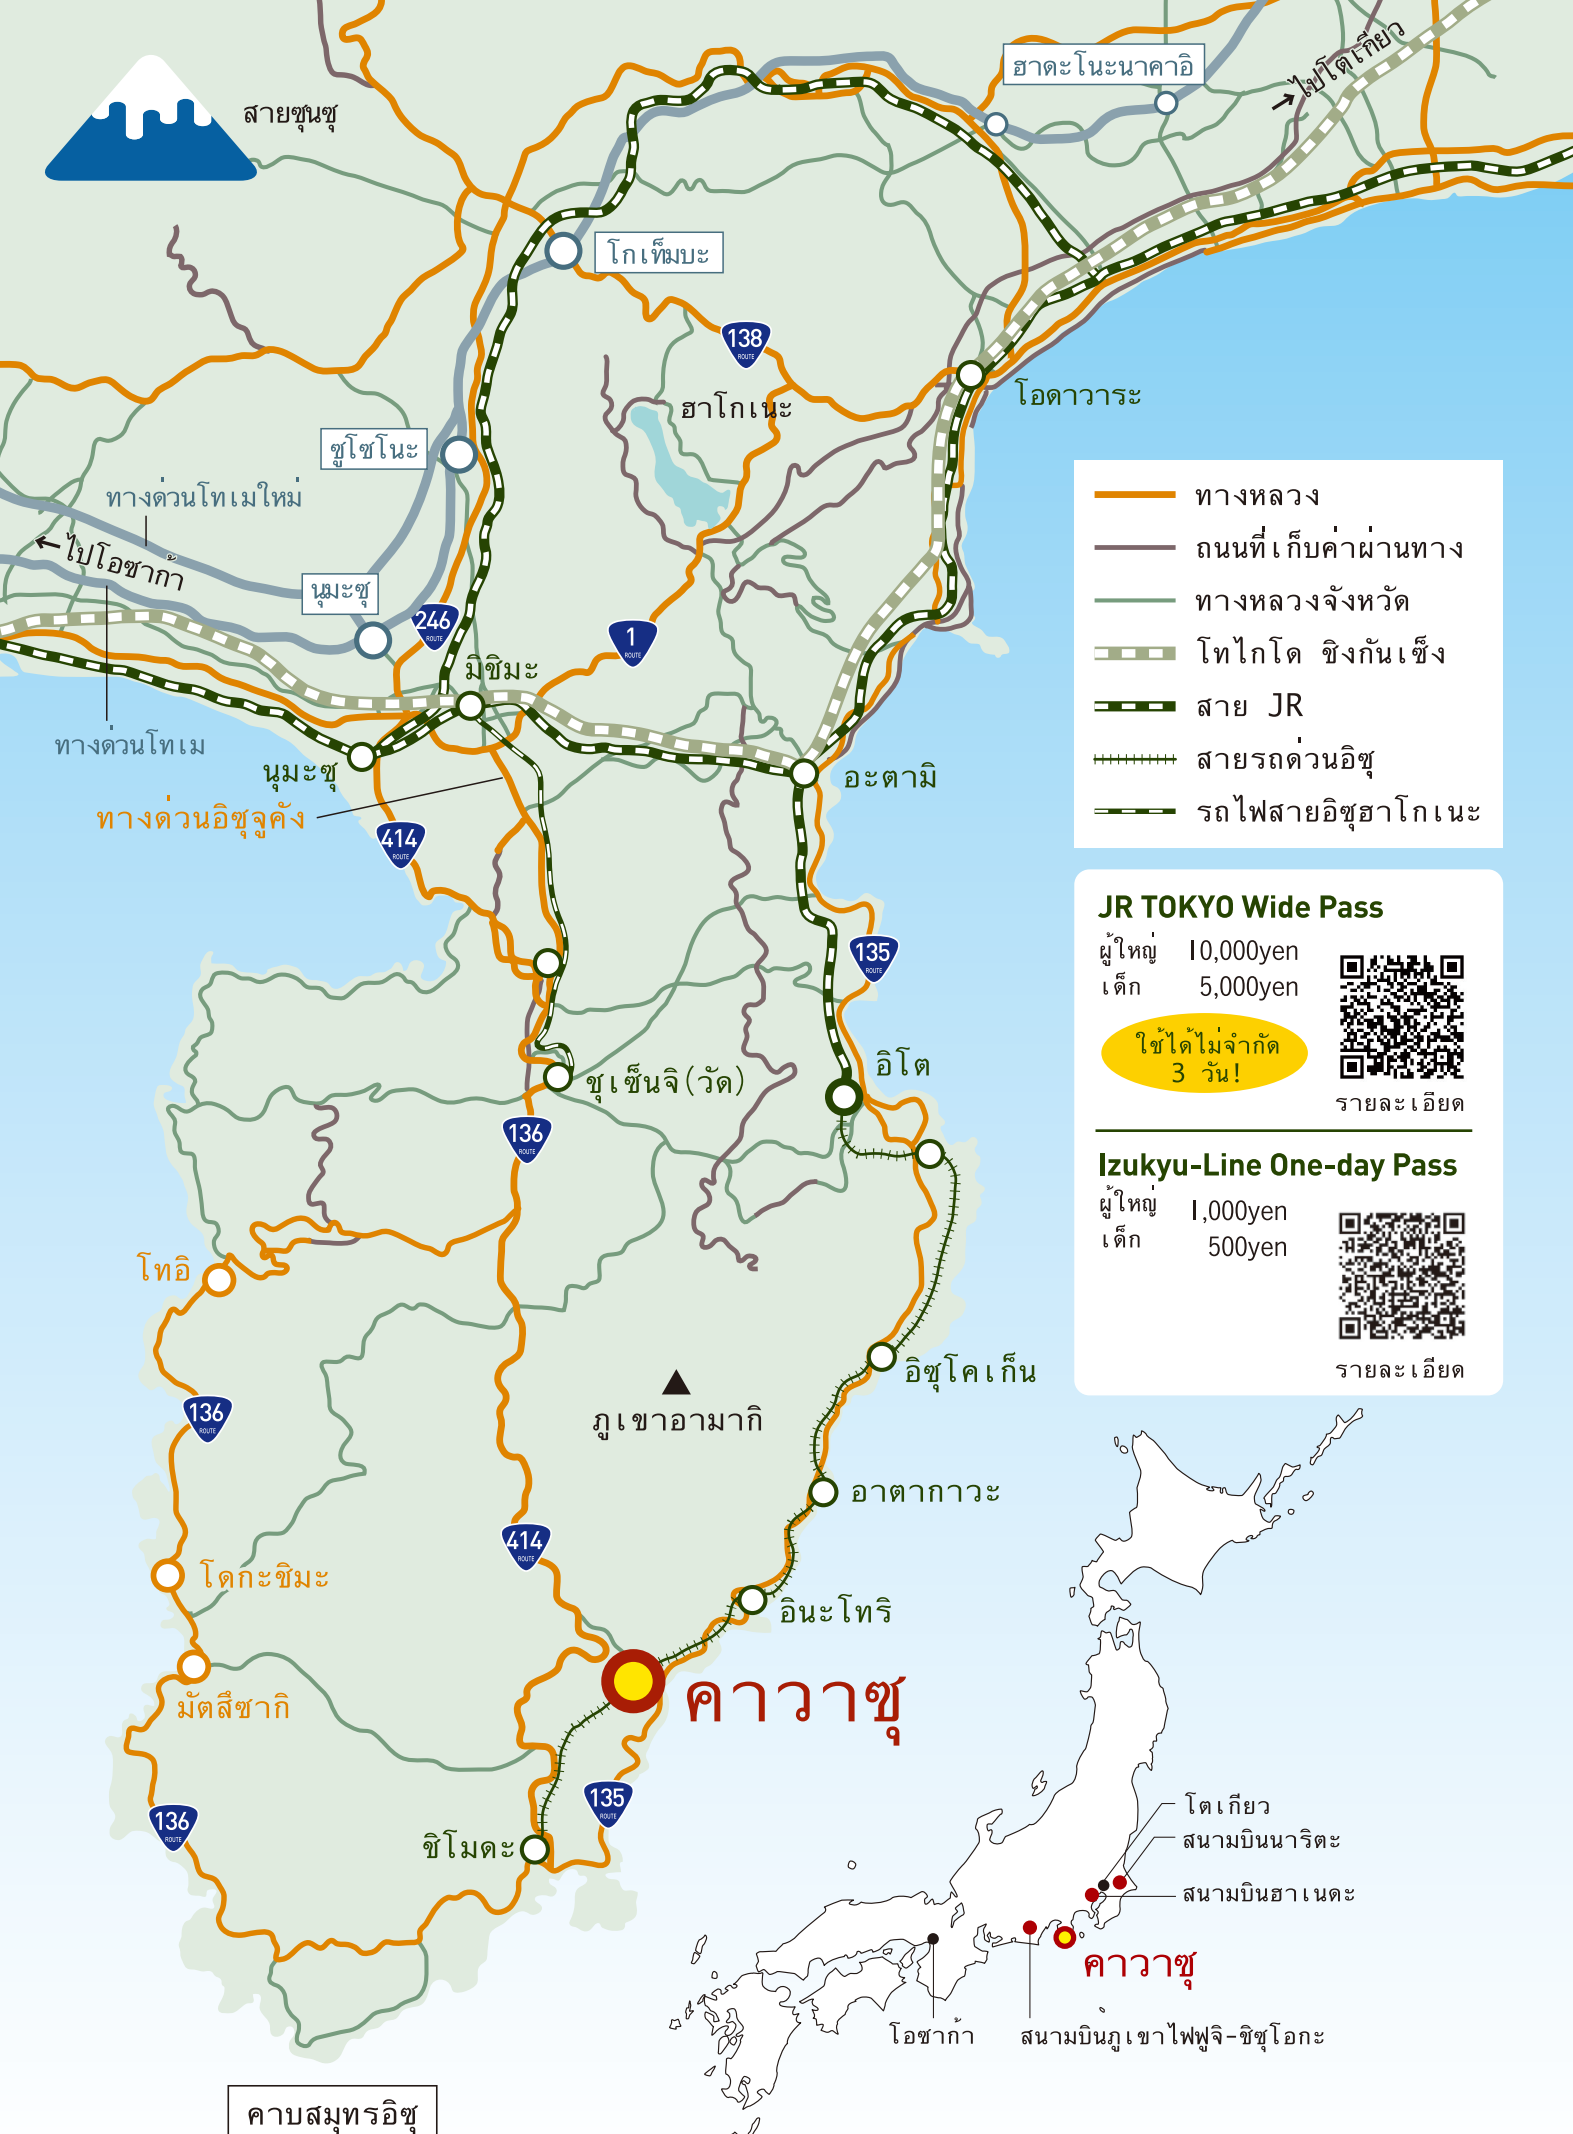 สายซุนซุ
ฮาดะโนะนาคาอิ
→ไปโตเกียว
โกเท็มบะ
138
ROUTE
ฮาโกเนะ
โอดาวาระ
ซูโซโนะ
ทางด่วนโทเมใหม่
←ไปโอซาก้า
นุมะซุ
246
ROUTE
1
ROUTE
มิชิมะ
ทางด่วนโทเม
นุมะซุ
อะตามิ
ทางด่วนอิซุจูคัง
414
ROUTE
ทางหลวง
ถนนที่เก็บค่าผ่านทาง
ทางหลวงจังหวัด
โทไกโด ชิงกันเซ็ง
สาย JR
สายรถด่วนอิซุ
รถไฟสายอิซุฮาโกเนะ
JR TOKYO Wide Pass
ผู้ใหญ่ 10,000yen
เด็ก 5,000yen
ใช้ได้ไม่จำกัด
3 วัน!
รายละเอียด
Izukyu-Line One-day Pass
ผู้ใหญ่ 1,000yen
เด็ก 500yen
รายละเอียด
135
ROUTE
อิโต
ชุเซ็นจิ(วัด)
136
ROUTE
โทอิ
อิซุโคเก็น
136
ROUTE
ภูเขาอามากิ
อาตากาวะ
414
ROUTE
โดกะชิมะ
อินะโทริ
มัตสึซากิ
คาวาซุ
136
ROUTE
135
ROUTE
ชิโมดะ
โตเกียว
สนามบินนาริตะ
สนามบินฮาเนดะ
คาวาซุ
โอซาก้า
สนามบินภูเขาไฟฟูจิ-ชิซุโอกะ
คาบสมุทรอิซุ